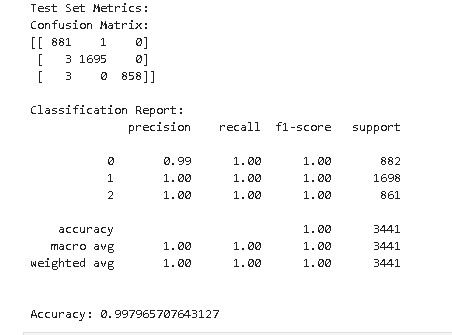 Test Set Metrics:
Confusion Matrix:
[[ 881 1 0]
[ 3 1695 0]
[ 3 0 858]]
Classification Report:
precision recall f1-score support
0 0.99 1.00 1.00 882
1 1.00 1.00 1.00 1698
2 1.00 1.00 1.00 861
accuracy 1.00 3441
macro avg 1.00 1.00 1.00 3441
weighted avg 1.00 1.00 1.00 3441
Accuracy: 0.997965707643127